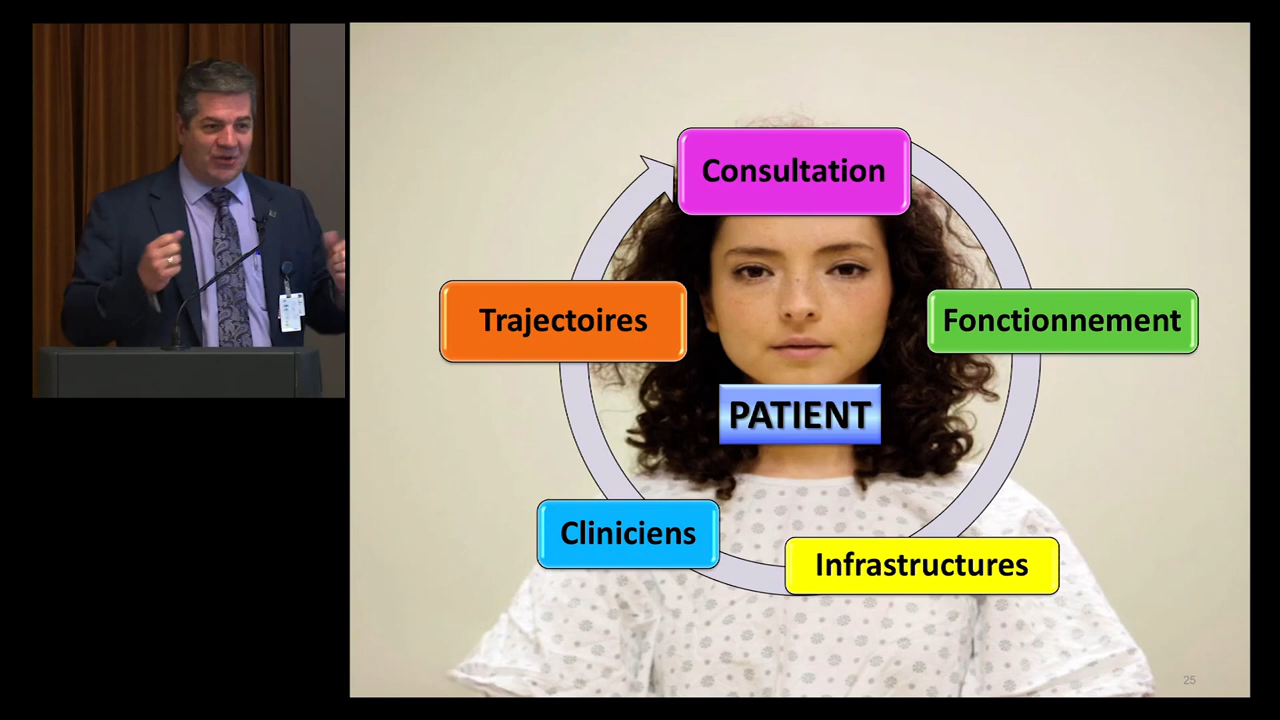 Consultation
Trajectoires
Fonctionnement
PATIENT
Cliniciens
Infrastructures
25